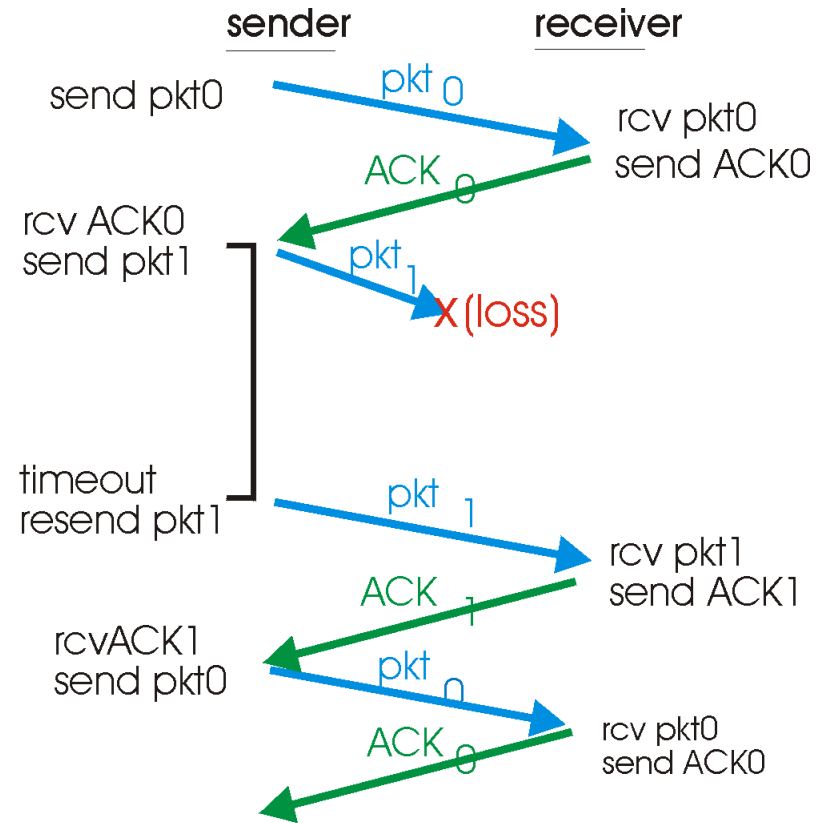 sender
receiver
send pkt0
pkt 0
rcv pkt0
send ACK0
ACK 0
rcv ACK0
send pkt1
pkt 1
X (loss)
timeout
resend pkt1
pkt 1
rcv pkt1
send ACK1
ACK 1
rcvACK1
send pkt0
pkt 0
rcv pkt0
send ACK0
ACK 0